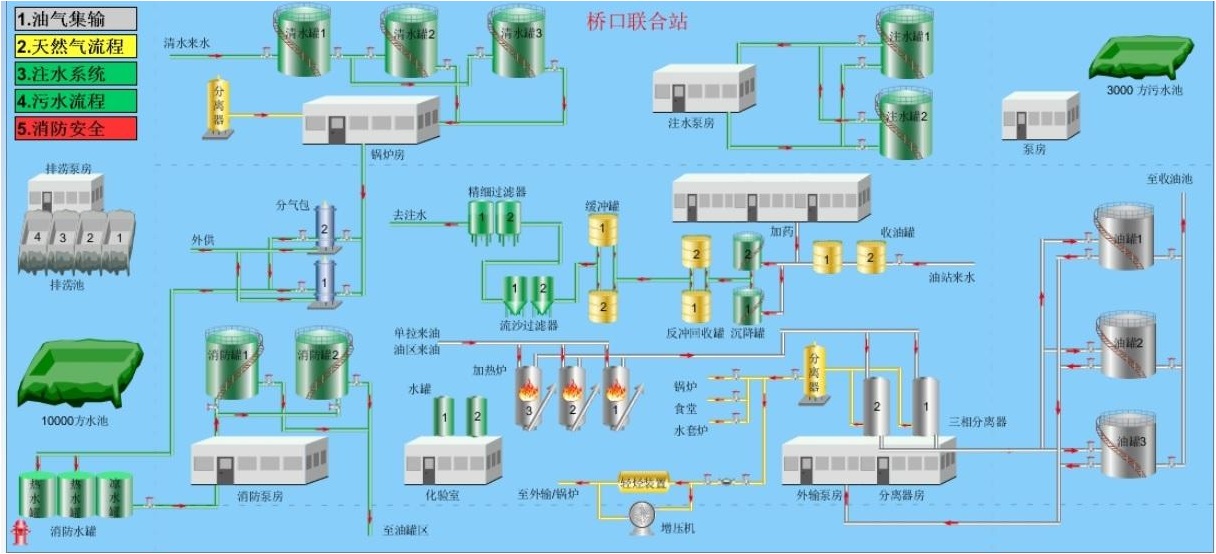 桥口联合站
1.油气集输
2.天然气流程
3.注水系统
4.污水流程
5.消防安全
清水来水
清水罐1
清水罐2
清水罐3
分离器
锅炉房
注水泵房
注水罐1
注水罐2
3000 方污水池
泵房
排涝泵房
4
3
2
1
排涝池
分气包
2
1
外供
去注水
精细过滤器
1
2
流沙过滤器
1
2
缓冲罐
1
2
加药
2
1
反冲回收罐
2
1
沉降罐
收油罐
1
2
油站来水
至收油池
油罐1
油罐2
油罐3
10000方水池
消防罐1
消防罐2
消防泵房
热水罐
热水罐
凉水罐
消防水罐
至油罐区
单拉来油
油区来油
加热炉
3
2
1
水罐
1
2
化验室
锅炉
食堂
水套炉
分离器
2
1
三相分离器
外输泵房
分离器房
至外输/锅炉
轻烃装置
增压机